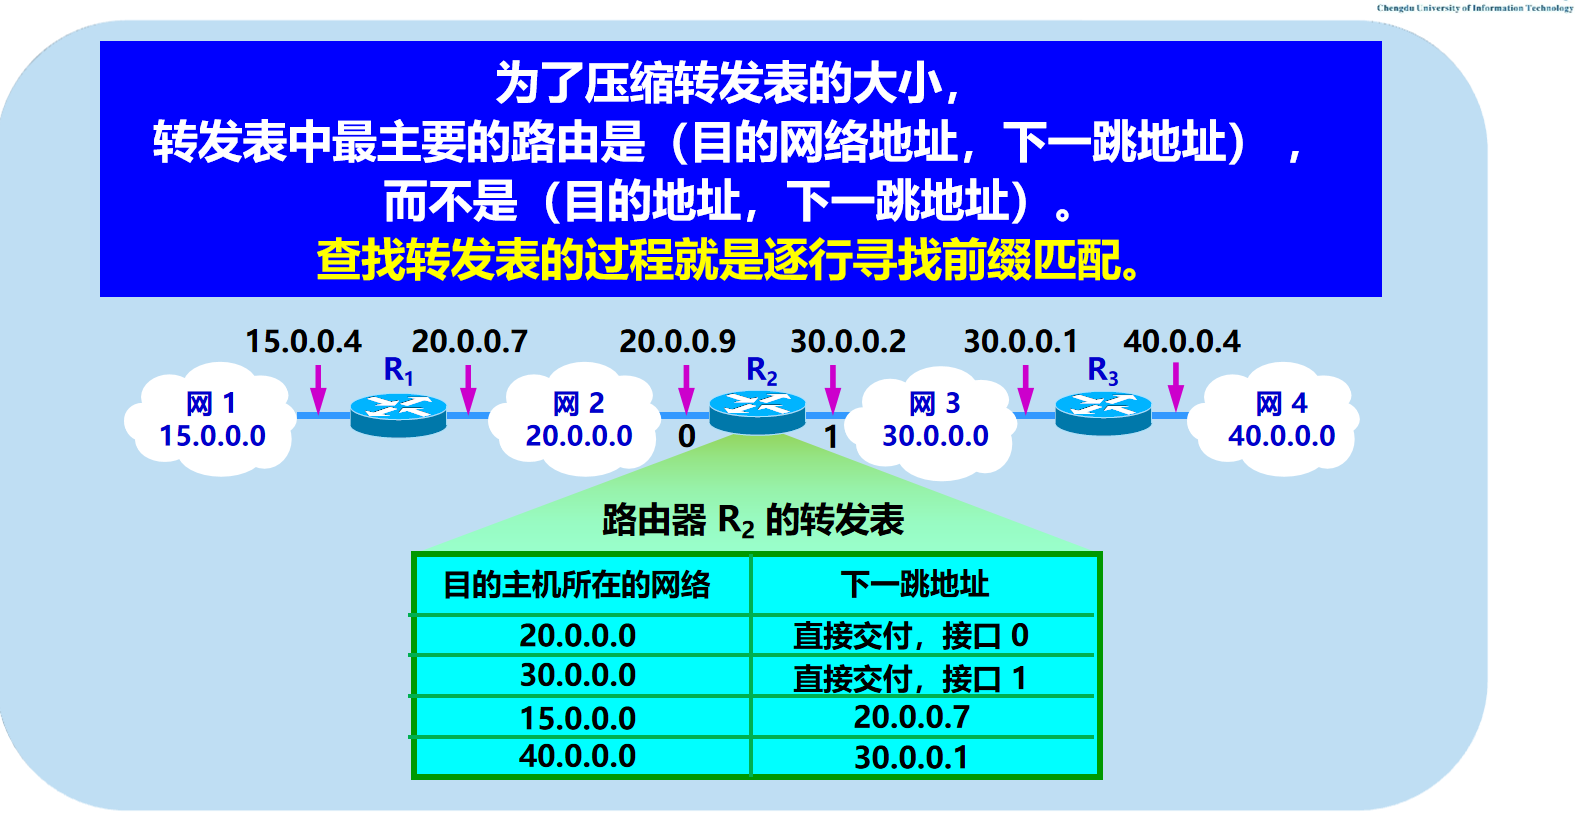 Chengdu University of Information Technology
为了压缩转发表的大小，
转发表中最主要的路由是（目的网络地址，下一跳地址），
而不是（目的地址，下一跳地址）。
查找转发表的过程就是逐行寻找前缀匹配。
15.0.0.4 20.0.0.7 20.0.0.9 30.0.0.2 30.0.0.1 40.0.0.4
R1 R2 R3
网 1 网 2 网 3 网 4
15.0.0.0 20.0.0.0 0 1 30.0.0.0 40.0.0.0
路由器 R2 的转发表
目的主机所在的网络 下一跳地址
20.0.0.0 直接交付，接口 0
30.0.0.0 直接交付，接口 1
15.0.0.0 20.0.0.7
40.0.0.0 30.0.0.1